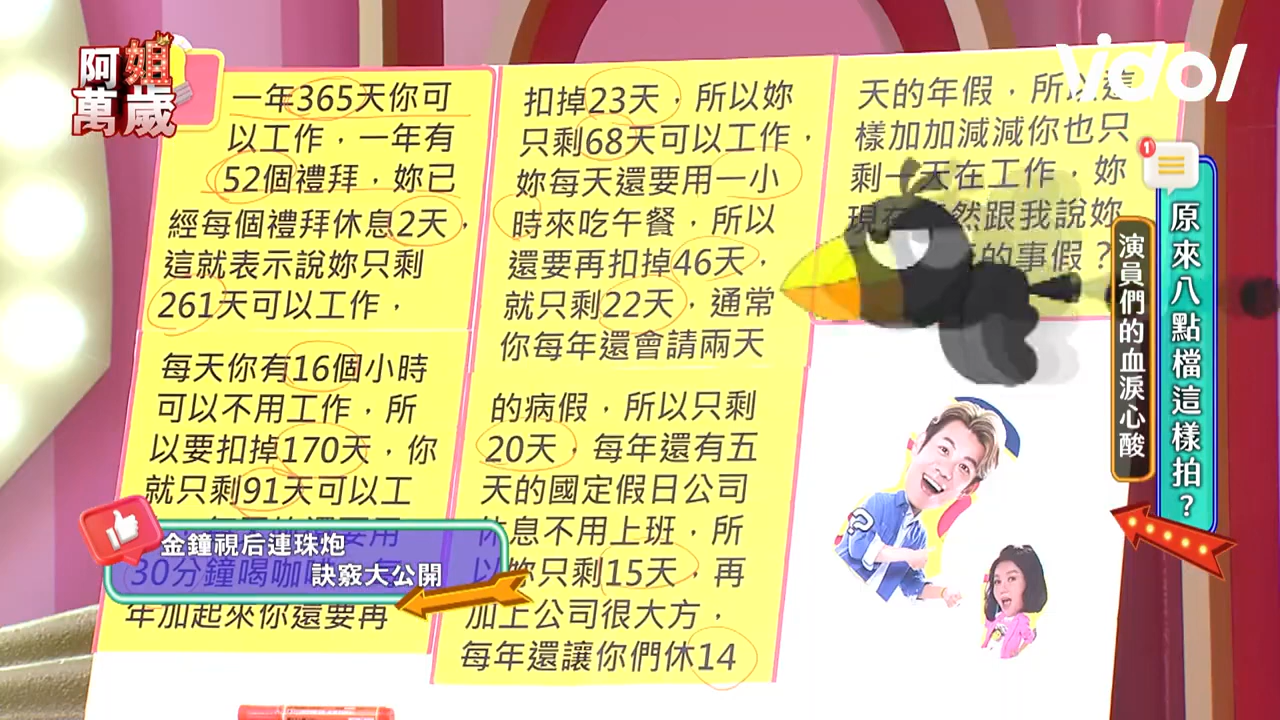 阿姐
萬歲
vidol
一年365天你可
以工作，一年有
52個禮拜，妳已
經每個禮拜休息2天，
這就表示說妳只剩
261天可以工作，
每天你有16個小時
可以不用工作，所
以要扣掉170天，你
就只剩91天可以工
30分鐘喝咖
年加起來你還要再
扣掉23天，所以妳
只剩68天可以工作，
妳每天還要用一小
時來吃午餐，所以
還要再扣掉46天，
就只剩22天，通常
你每年還會請兩天
的病假，所以只剩
20天，每年還有五
天的國定假日公司
休息不用上班，所
以妳只剩15天，再
加上公司很大方，
每年還讓你們休14
天的年假，所以這
樣加加減減你也只
剩一天在工作，妳
現在 然跟我說妳
的事假？
1
原來八點檔這樣拍？
演員們的血淚心酸
金鐘視后連珠炮
訣竅大公開